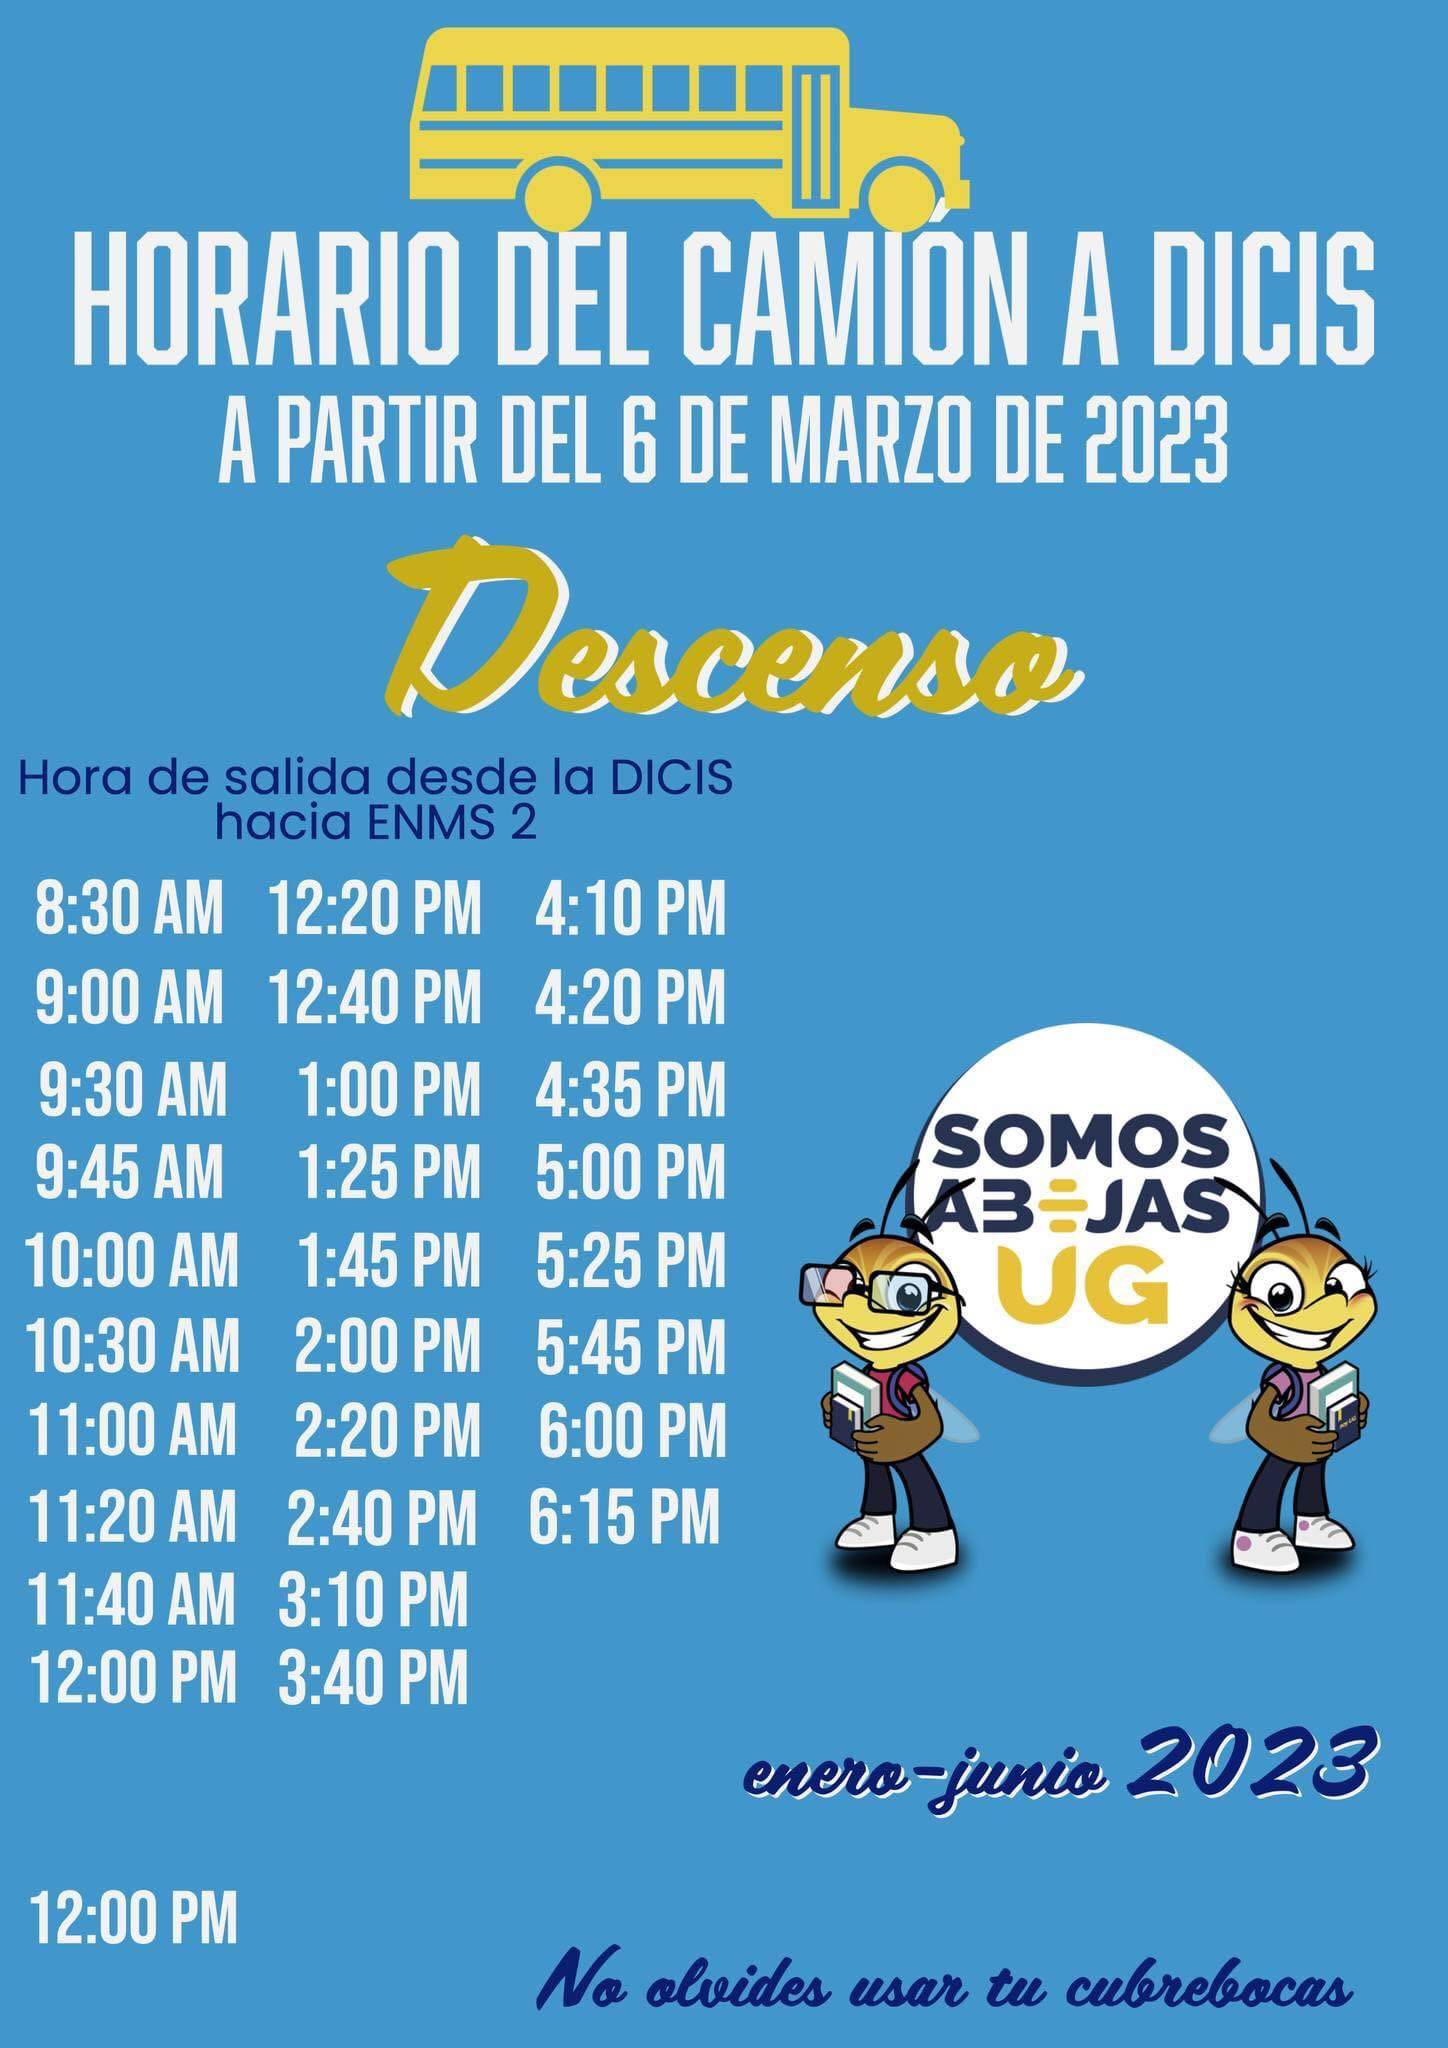 HORARIO DEL CAMIÓN A DICIS
A PARTIR DEL 6 DE MARZO DE 2023
Descenso
Hora de salida desde la DICIS
hacia ENMS 2
8:30 AM 12:20 PM 4:10 PM
9:00 AM 12:40 PM 4:20 PM
9:30 AM 1:00 PM 4:35 PM
9:45 AM 1:25 PM 5:00 PM
10:00 AM 1:45 PM 5:25 PM
10:30 AM 2:00 PM 5:45 PM
11:00 AM 2:20 PM 6:00 PM
11:20 AM 2:40 PM 6:15 PM
11:40 AM 3:10 PM
12:00 PM 3:40 PM
SOMOS
ABEJAS
UG
enero-junio 2023
12:00 PM
No olvides usar tu cubrebocas